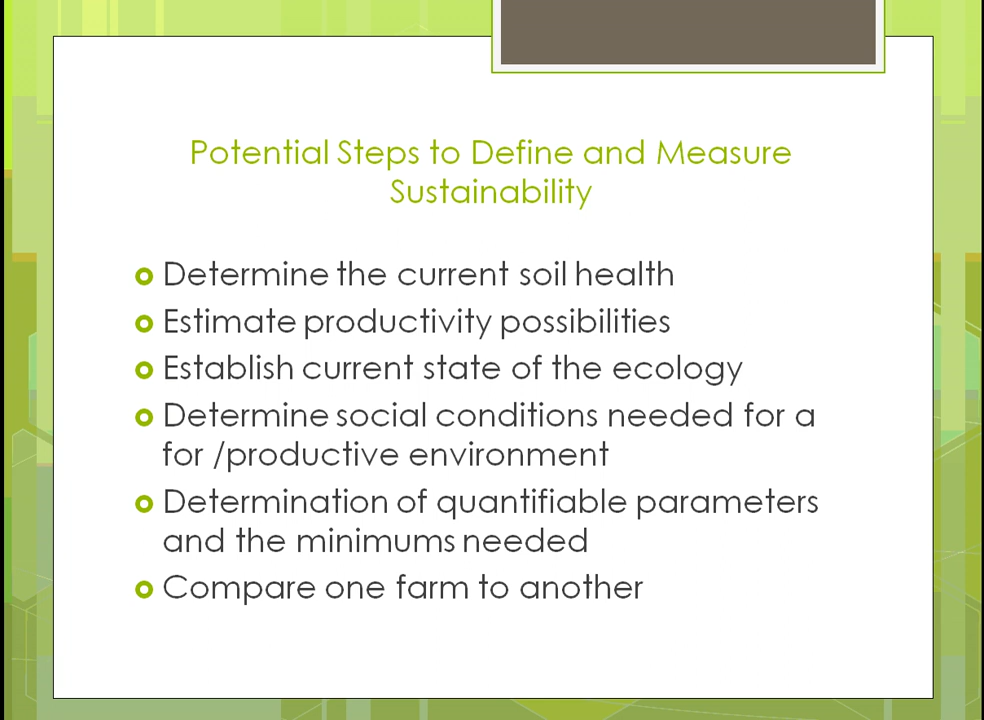 Potential Steps to Define and Measure
Sustainability
Determine the current soil health
Estimate productivity possibilities
Establish current state of the ecology
Determine social conditions needed for a
for /productive environment
Determination of quantifiable parameters
and the minimums needed
Compare one farm to another